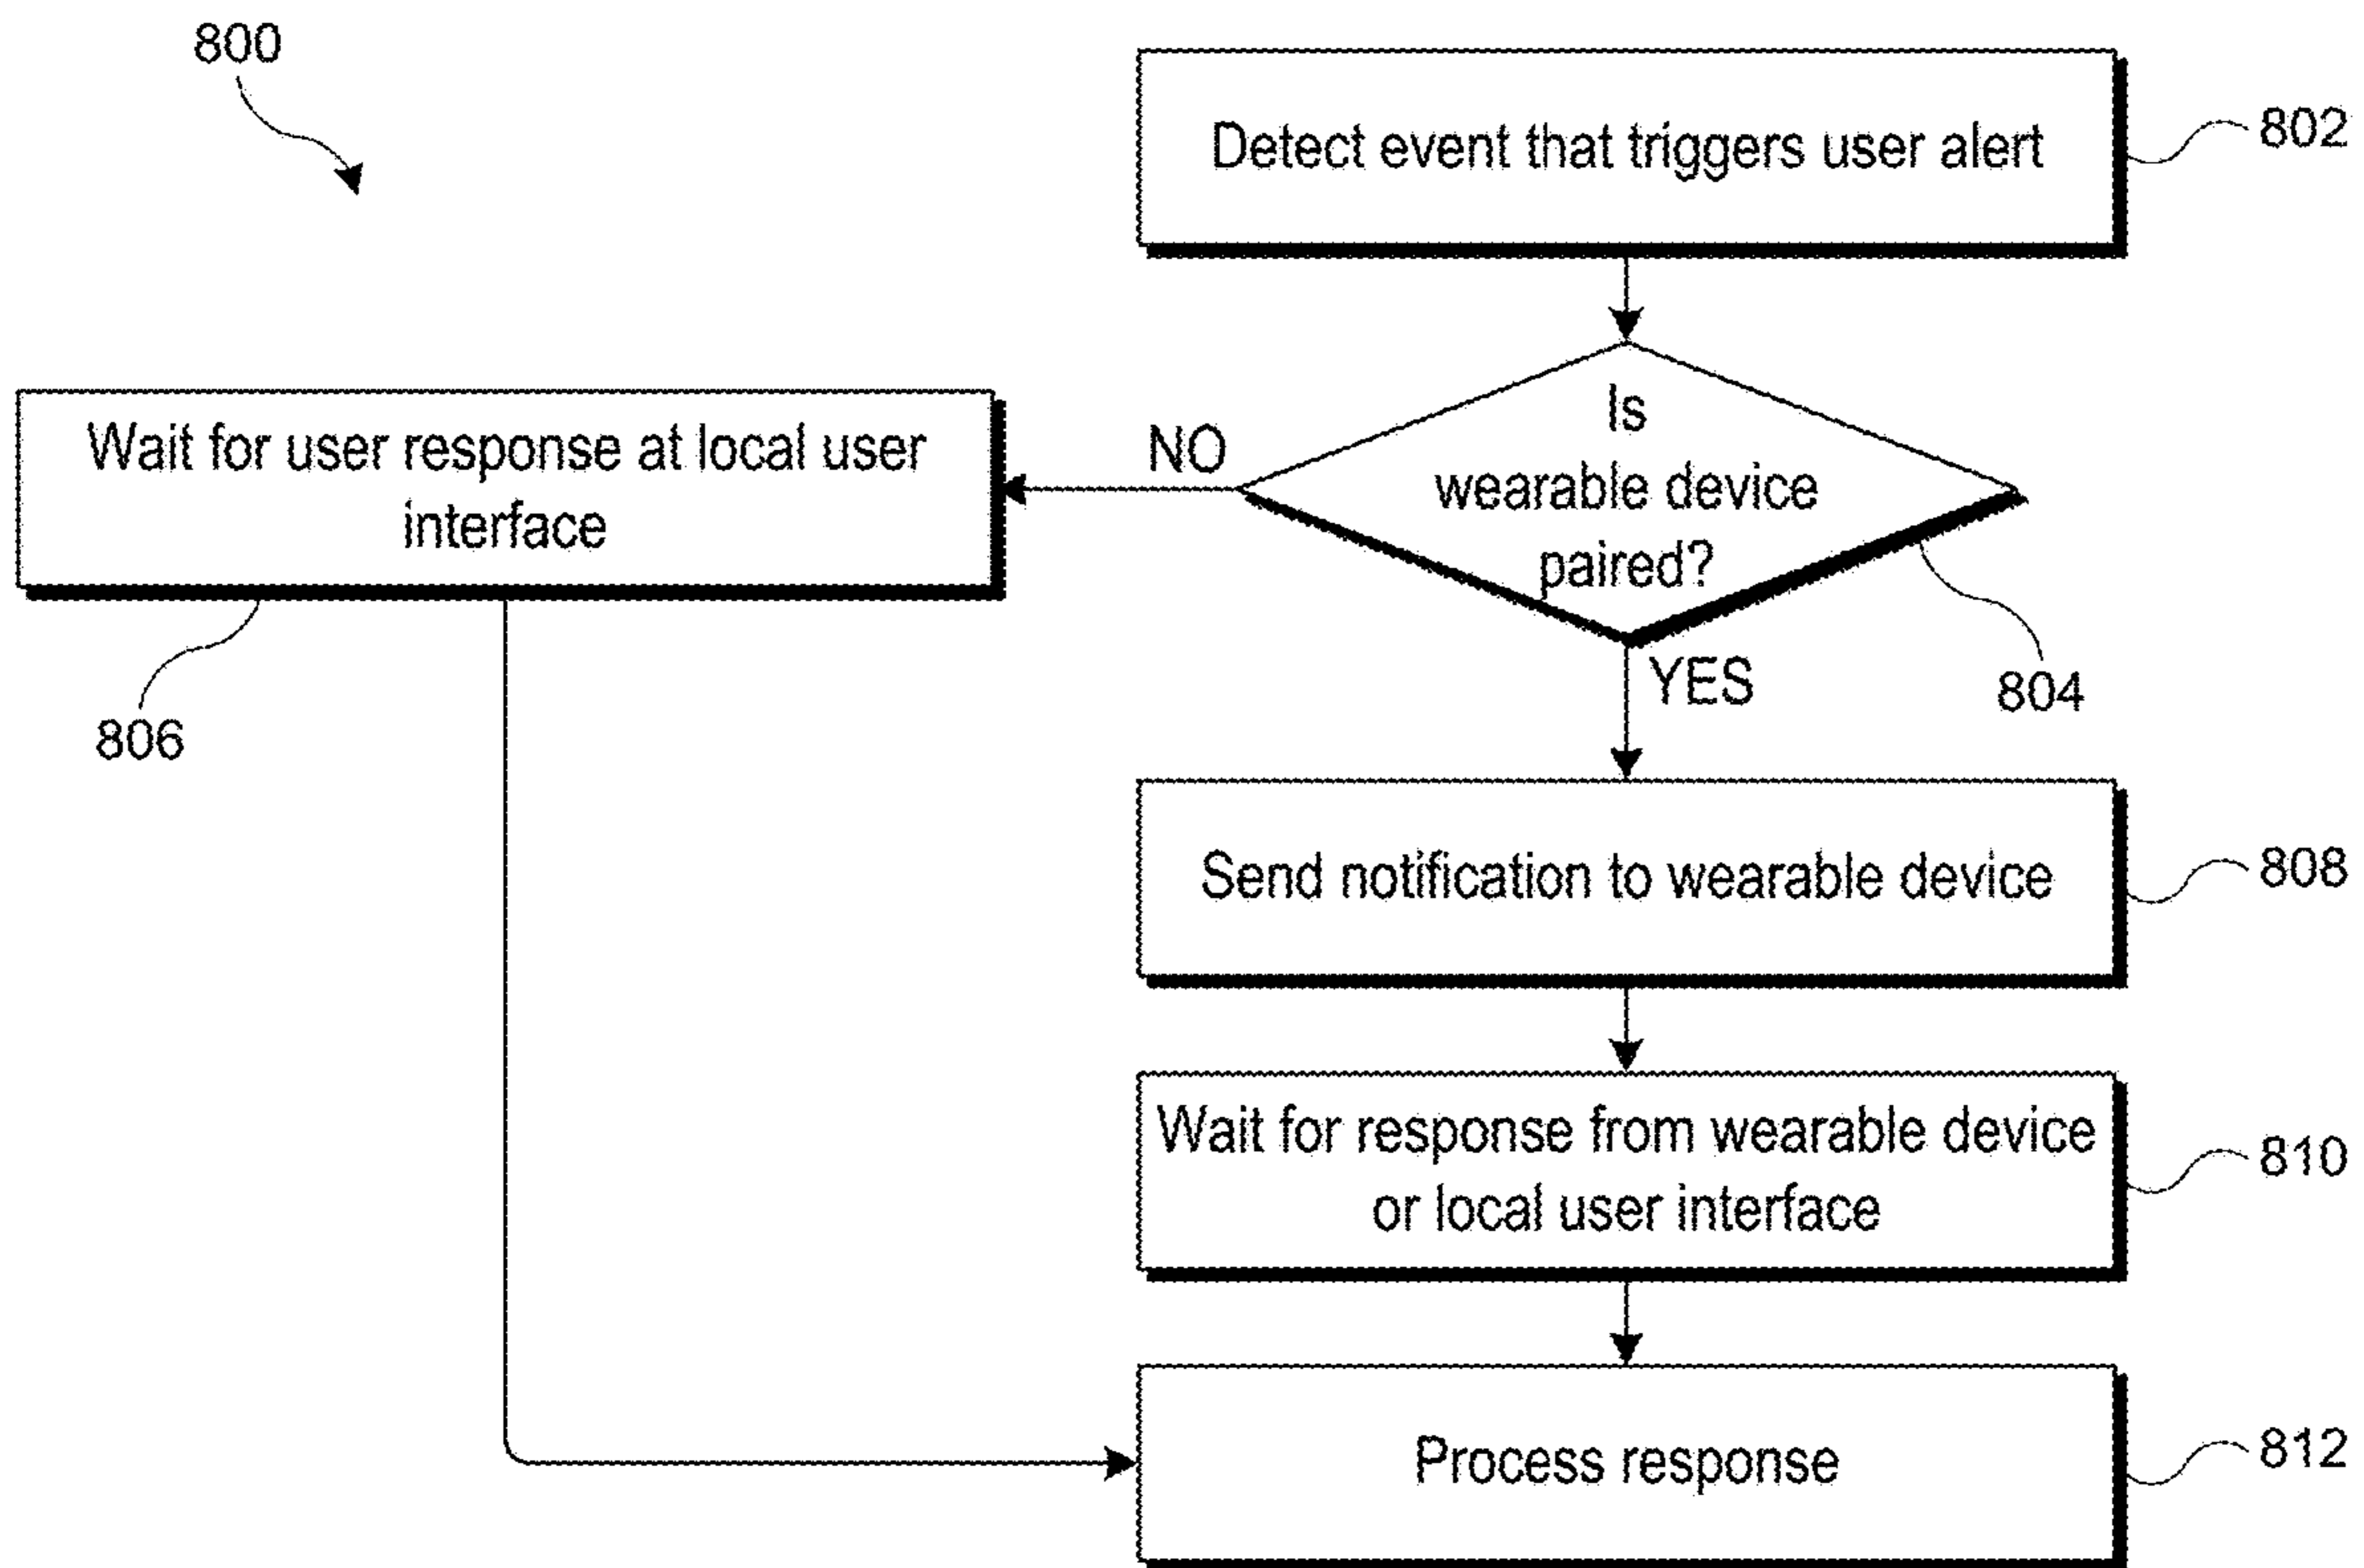 800
Detect event that triggers user alert
802
Is
wearable device
paired?
804
NO
Wait for user response at local user
interface
806
YES
Send notification to wearable device
808
Wait for response from wearable device
or local user interface
810
Process response
812